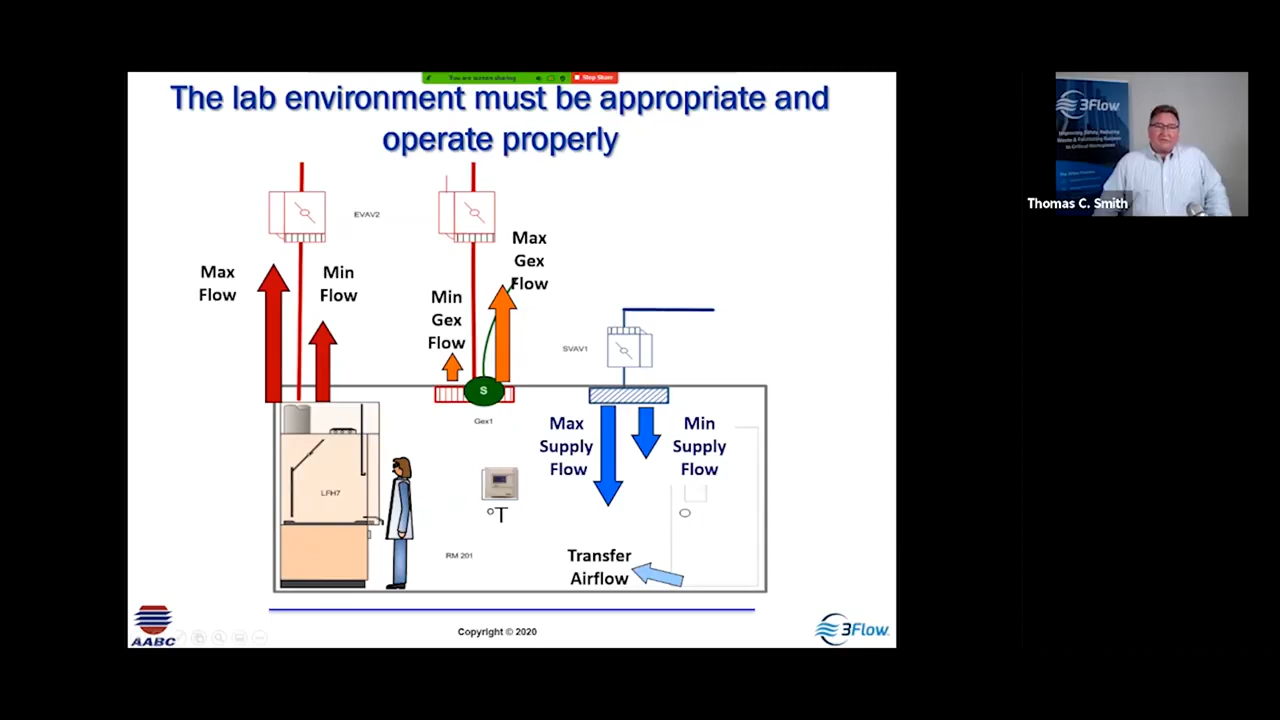 You are screen sharing
Stop Share
The lab environment must be appropriate and
operate properly
EVAV2
Max
Flow
Min
Flow
Min
Gex
Flow
Max
Gex
Flow
SVAV1
S
Gex1
Max
Supply
Flow
Min
Supply
Flow
LFH7
°T
RM 201
Transfer
Airflow
AABC
Copyright © 2020
3Flow
3Flow
Thomas C. Smith